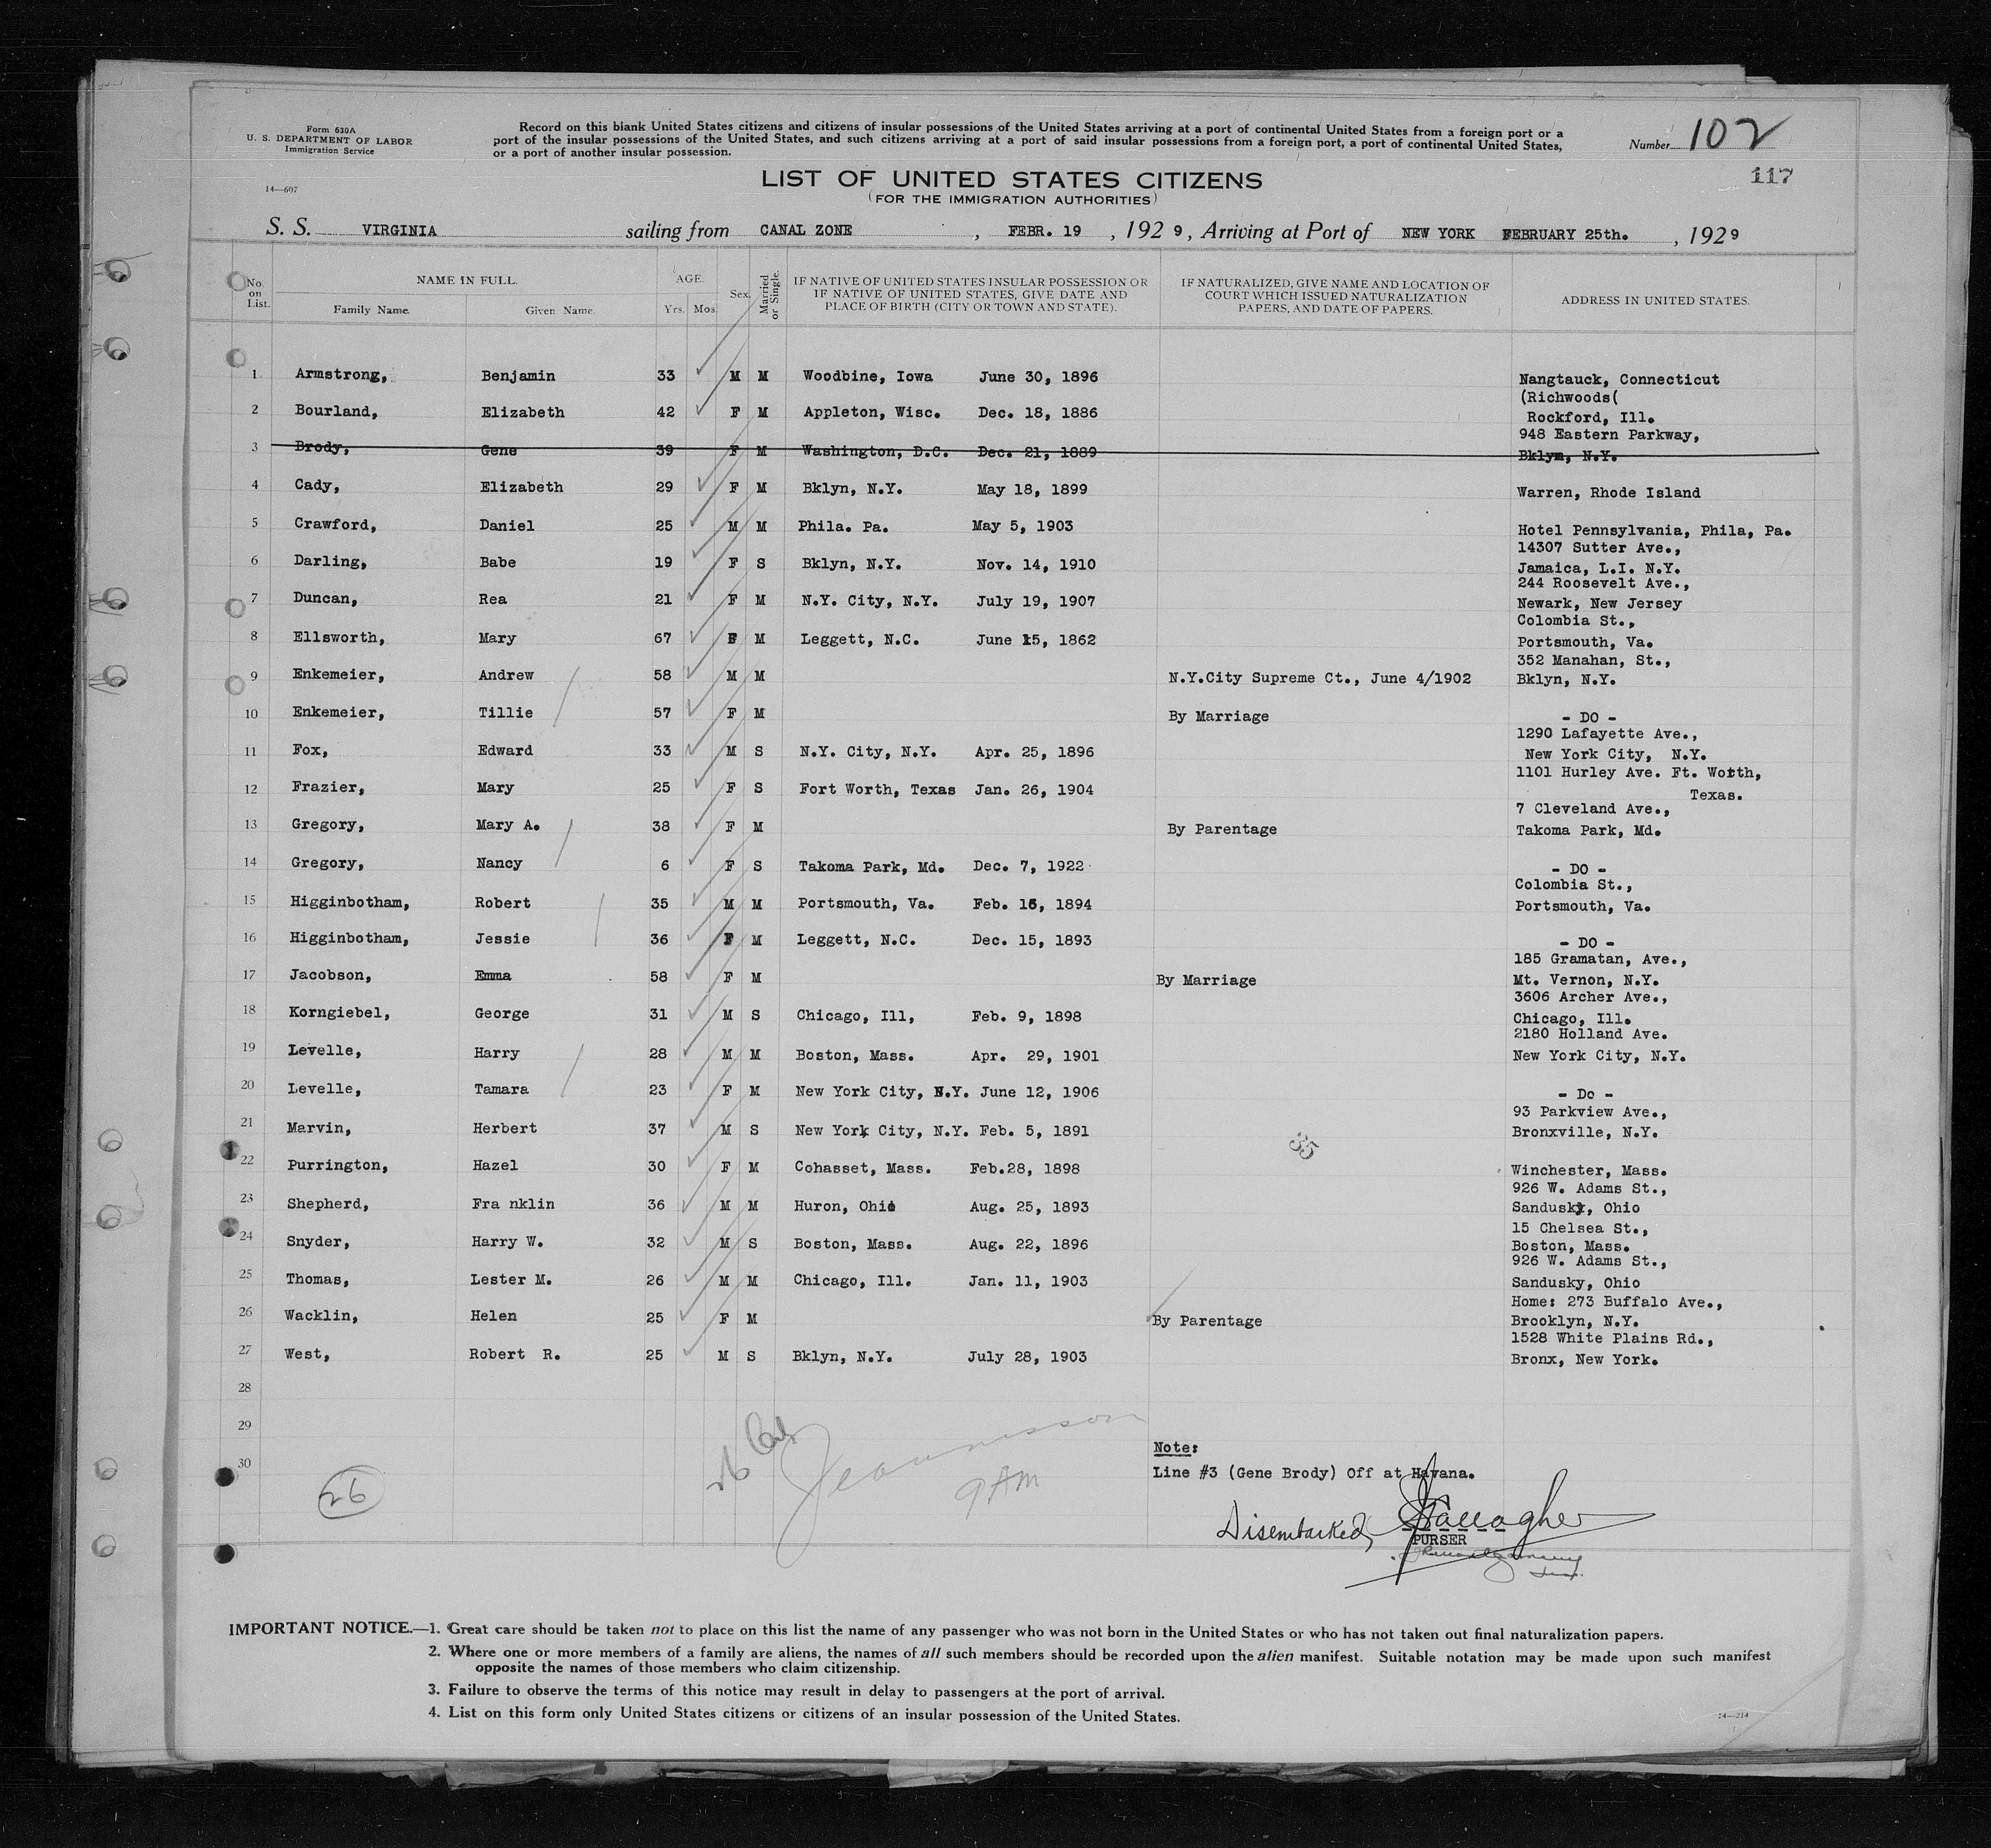 Form 630A
U. S. DEPARTMENT OF LABOR
Immigration Service
14—607
Record on this blank United States citizens and citizens of insular possessions of the United States arriving at a port of continental United States from a foreign port or a
port of the insular possessions of the United States, and such citizens arriving at a port of said insular possessions from a foreign port, a port of continental United States,
or a port of another insular possession.
Number 102
117
LIST OF UNITED STATES CITIZENS
(FOR THE IMMIGRATION AUTHORITIES)
S. S. VIRGINIA sailing from CANAL ZONE , FEBR. 19 , 1929, Arriving at Port of NEW YORK FEBRUARY 25th. , 1929
No. on List. NAME IN FULL. Family Name. Given Name. AGE. Yrs. Mos. Sex. Married or Single. IF NATIVE OF UNITED STATES INSULAR POSSESSION OR IF NATIVE OF UNITED STATES, GIVE DATE AND PLACE OF BIRTH (CITY OR TOWN AND STATE). IF NATURALIZED, GIVE NAME AND LOCATION OF COURT WHICH ISSUED NATURALIZATION PAPERS, AND DATE OF PAPERS. ADDRESS IN UNITED STATES.
1 Armstrong, Benjamin 33 M M Woodbine, Iowa June 30, 1896 Nangtauck, Connecticut
(Richwoods(
2 Bourland, Elizabeth 42 F M Appleton, Wisc. Dec. 18, 1886 Rockford, Ill.
948 Eastern Parkway,
3 Brody, Gene 39 F M Washington, D.C. Dec. 21, 1889 Bklyn, N.Y.
4 Cady, Elizabeth 29 F M Bklyn, N.Y. May 18, 1899 Warren, Rhode Island
5 Crawford, Daniel 25 M M Phila. Pa. May 5, 1903 Hotel Pennsylvania, Phila, Pa.
14307 Sutter Ave.,
6 Darling, Babe 19 F S Bklyn, N.Y. Nov. 14, 1910 Jamaica, L.I. N.Y.
244 Roosevelt Ave.,
7 Duncan, Rea 21 F M N.Y. City, N.Y. July 19, 1907 Newark, New Jersey
Colombia St.,
8 Ellsworth, Mary 67 F M Leggett, N.C. June 15, 1862 Portsmouth, Va.
352 Manahan, St.,
9 Enkemeier, Andrew 58 M M N.Y.City Supreme Ct., June 4/1902 Bklyn, N.Y.
10 Enkemeier, Tillie 57 F M By Marriage - DO -
1290 Lafayette Ave.,
11 Fox, Edward 33 M S N.Y. City, N.Y. Apr. 25, 1896 New York City, N.Y.
1101 Hurley Ave. Ft. Worth,
12 Frazier, Mary 25 F S Fort Worth, Texas Jan. 26, 1904 Texas.
7 Cleveland Ave.,
13 Gregory, Mary A. 38 F M By Parentage Takoma Park, Md.
14 Gregory, Nancy 6 F S Takoma Park, Md. Dec. 7, 1922 - DO -
Colombia St.,
15 Higginbotham, Robert 35 M M Portsmouth, Va. Feb. 16, 1894 Portsmouth, Va.
16 Higginbotham, Jessie 36 F M Leggett, N.C. Dec. 15, 1893 - DO -
185 Gramatan, Ave.,
17 Jacobson, Emma 58 F M By Marriage Mt. Vernon, N.Y.
3606 Archer Ave.,
18 Korngiebel, George 31 M S Chicago, Ill, Feb. 9, 1898 Chicago, Ill.
2180 Holland Ave.
19 Levelle, Harry 28 M M Boston, Mass. Apr. 29, 1901 New York City, N.Y.
20 Levelle, Tamara 23 F M New York City, N.Y. June 12, 1906 - Do -
93 Parkview Ave.,
21 Marvin, Herbert 37 M S New York City, N.Y. Feb. 5, 1891 Bronxville, N.Y.
35
22 Purrington, Hazel 30 F M Cohasset, Mass. Feb.28, 1898 Winchester, Mass.
926 W. Adams St.,
23 Shepherd, Fra nklin 36 M M Huron, Ohio Aug. 25, 1893 Sandusky, Ohio
15 Chelsea St.,
24 Snyder, Harry W. 32 M S Boston, Mass. Aug. 22, 1896 Boston, Mass.
926 W. Adams St.,
25 Thomas, Lester M. 26 M M Chicago, Ill. Jan. 11, 1903 Sandusky, Ohio
Home: 273 Buffalo Ave.,
26 Wacklin, Helen 25 F M By Parentage Brooklyn, N.Y.
1528 White Plains Rd.,
27 West, Robert R. 25 M S Bklyn, N.Y. July 28, 1903 Bronx, New York.
28
29
30
26
26
9 AM
Note:
Line #3 (Gene Brody) Off at Havana.
Disembarked, Gallagher
PURSER
IMPORTANT NOTICE.—1. Great care should be taken not to place on this list the name of any passenger who was not born in the United States or who has not taken out final naturalization papers.
2. Where one or more members of a family are aliens, the names of all such members should be recorded upon the alien manifest. Suitable notation may be made upon such manifest
opposite the names of those members who claim citizenship.
3. Failure to observe the terms of this notice may result in delay to passengers at the port of arrival.
4. List on this form only United States citizens or citizens of an insular possession of the United States.
14—214